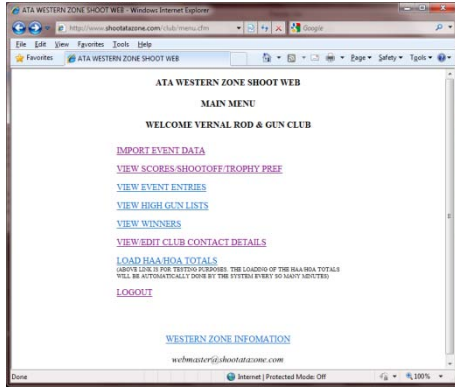 ATA WESTERN ZONE SHOOT WEB - Windows Internet Explorer
http://www.shootatazone.com/club/menu.cfm
Google
File Edit View Favorites Tools Help
Favorites ATA WESTERN ZONE SHOOT WEB Page Safety Tools
ATA WESTERN ZONE SHOOT WEB
MAIN MENU
WELCOME VERNAL ROD & GUN CLUB
IMPORT EVENT DATA
VIEW SCORES/SHOOTOFF/TROPHY PREF
VIEW EVENT ENTRIES
VIEW HIGH GUN LISTS
VIEW WINNERS
VIEW/EDIT CLUB CONTACT DETAILS
LOAD HAA/HOA TOTALS
(ABOVE LINK IS FOR TESTING PURPOSES. THE LOADING OF THE HAA/HOA TOTALS
WILL BE AUTOMATICALLY DONE BY THE SYSTEM EVERY SO MANY MINUTES)
LOGOUT
WESTERN ZONE INFOMATION
webmaster@shootatazone.com
Done Internet | Protected Mode: Off 100%